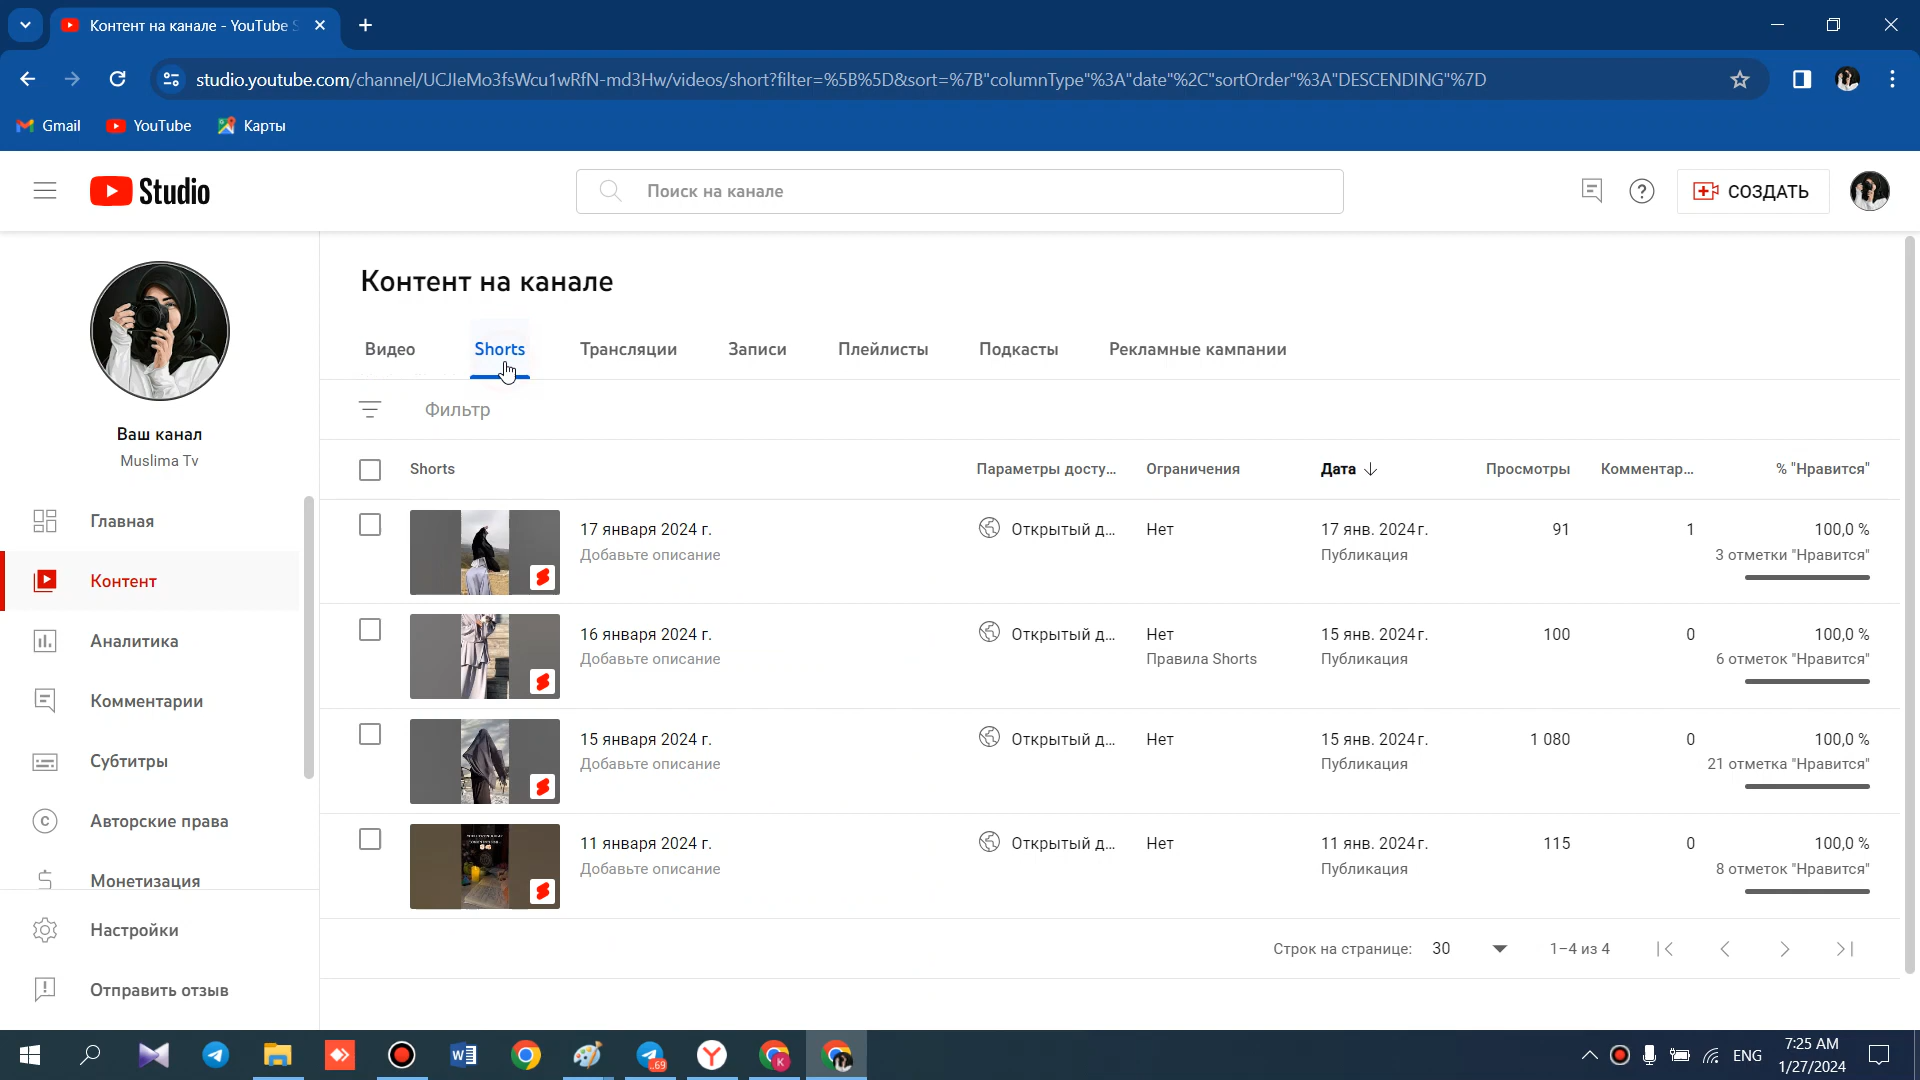 Контент на канале - YouTube S
studio.youtube.com/channel/UCJIeMo3fsWcu1wRfN-md3Hw/videos/short?filter=%5B%5D&sort=%7B"columnType"%3A"date"%2C"sortOrder"%3A"DESCENDING"%7D
Gmail YouTube Карты
Studio
Поиск на канале
СОЗДАТЬ
Ваш канал
Muslima Tv
Главная
Контент
Аналитика
Комментарии
Субтитры
Авторские права
Монетизация
Настройки
Отправить отзыв
Контент на канале
Видео Shorts Трансляции Записи Плейлисты Подкасты Рекламные кампании
Фильтр
Shorts Параметры досту... Ограничения Дата Просмотры Комментар... % "Нравится"
17 января 2024 г. Открытый д... Нет 17 янв. 2024 г. 91 1 100,0 %
Добавьте описание Публикация 3 отметки "Нравится"
16 января 2024 г. Открытый д... Нет 15 янв. 2024 г. 100 0 100,0 %
Добавьте описание Правила Shorts Публикация 6 отметок "Нравится"
15 января 2024 г. Открытый д... Нет 15 янв. 2024 г. 1 080 0 100,0 %
Добавьте описание Публикация 21 отметка "Нравится"
11 января 2024 г. Открытый д... Нет 11 янв. 2024 г. 115 0 100,0 %
Добавьте описание Публикация 8 отметок "Нравится"
Строк на странице: 30 1–4 из 4
69
K
ENG
7:25 AM
1/27/2024